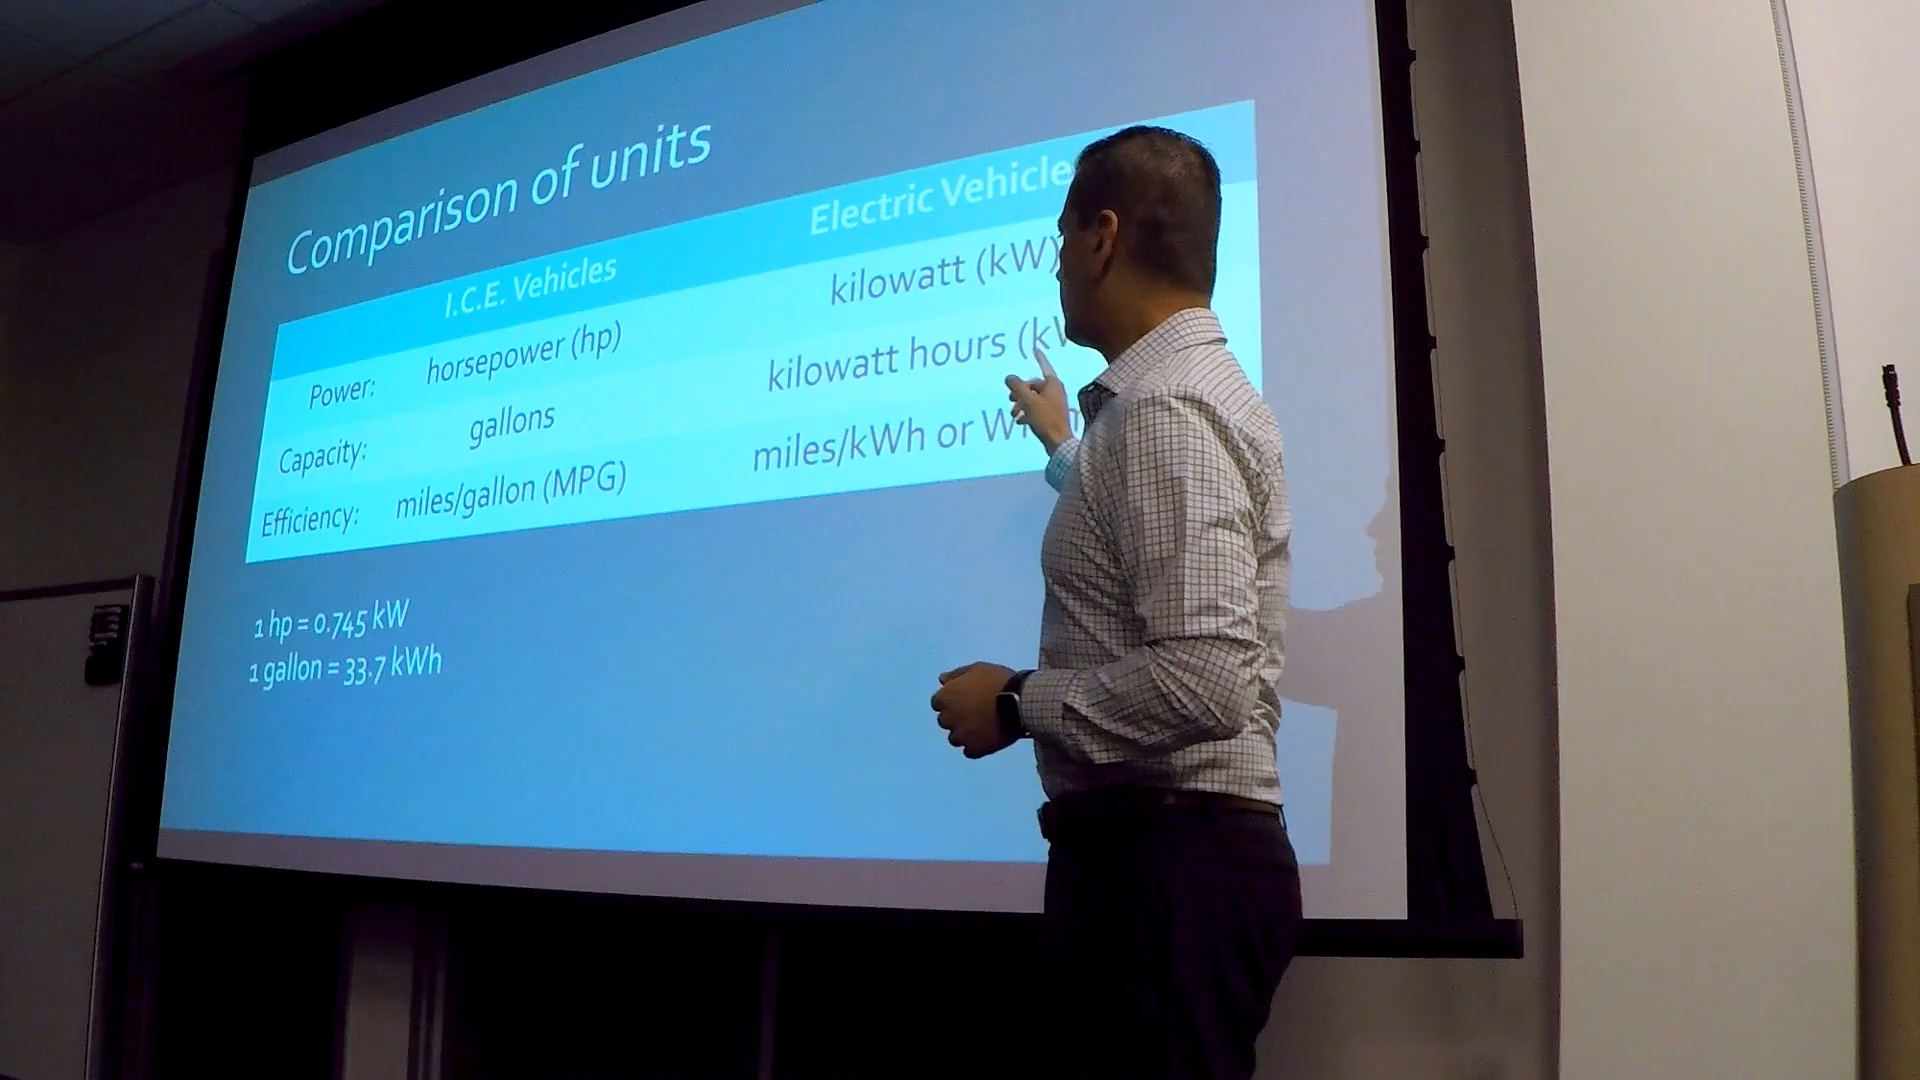 Comparison of units
I.C.E. Vehicles Electric Vehicle
Power: horsepower (hp) kilowatt (kW)
Capacity: gallons kilowatt hours
Efficiency: miles/gallon (MPG) miles/kWh or
1 hp = 0.745 kW
1 gallon = 33.7 kWh